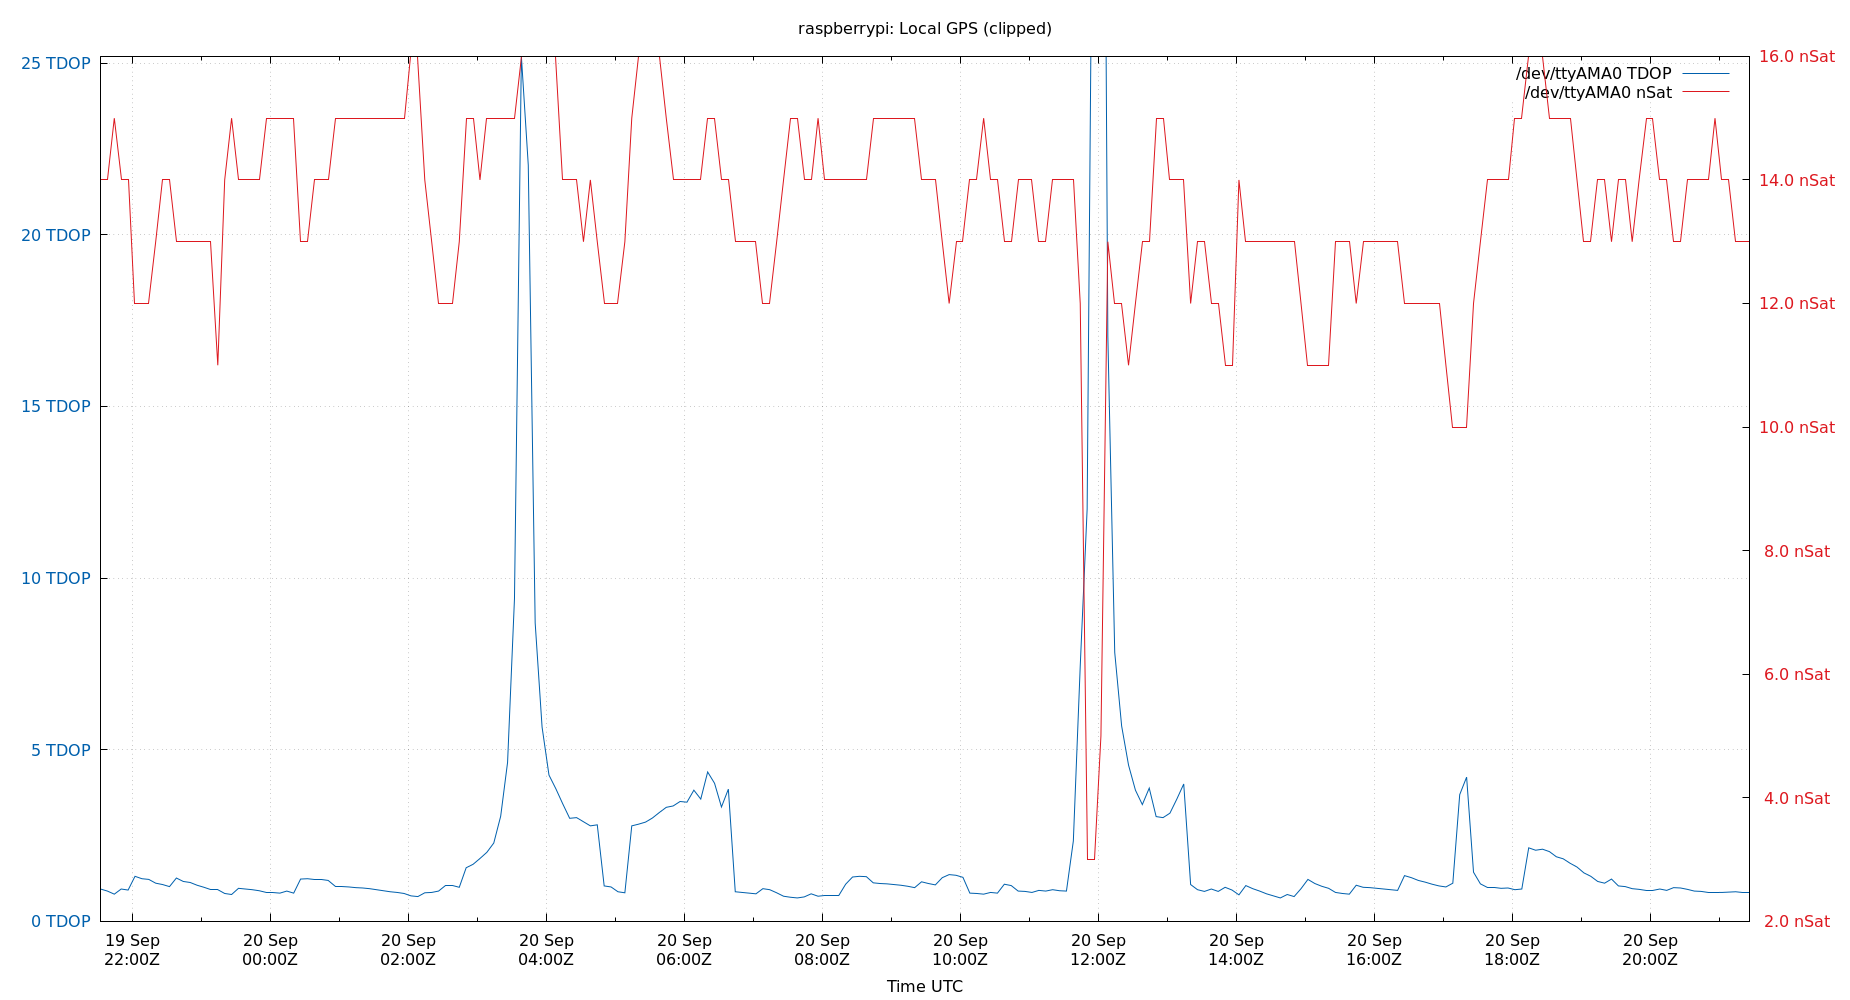 raspberrypi: Local GPS (clipped)
25 TDOP
20 TDOP
15 TDOP
10 TDOP
5 TDOP
0 TDOP
16.0 nSat
14.0 nSat
12.0 nSat
10.0 nSat
8.0 nSat
6.0 nSat
4.0 nSat
2.0 nSat
/dev/ttyAMA0 TDOP
/dev/ttyAMA0 nSat
19 Sep 20 Sep 20 Sep 20 Sep 20 Sep 20 Sep 20 Sep 20 Sep 20 Sep 20 Sep 20 Sep 20 Sep
22:00Z 00:00Z 02:00Z 04:00Z 06:00Z 08:00Z 10:00Z 12:00Z 14:00Z 16:00Z 18:00Z 20:00Z
Time UTC